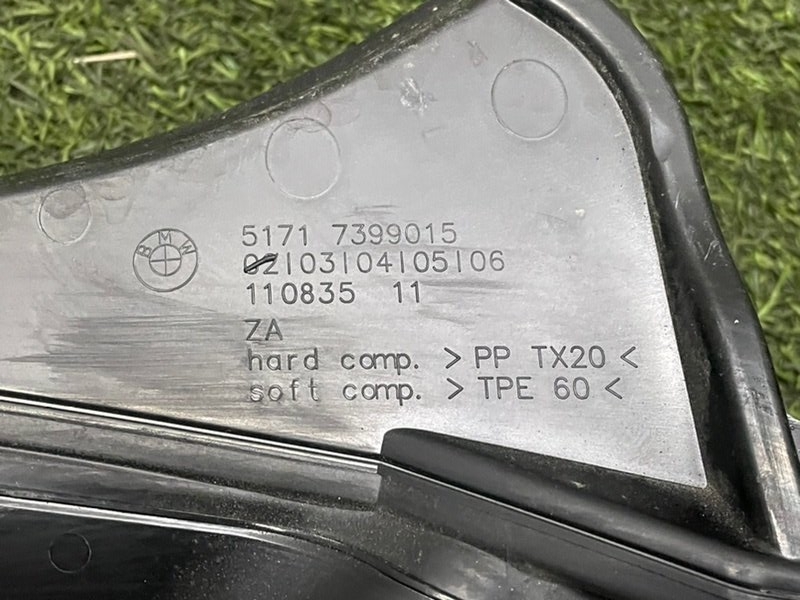 BMW
5171 7399015
02|03|04|05|06
110835 11
ZA
hard comp. >PP TX20<
soft comp. >TPE 60<